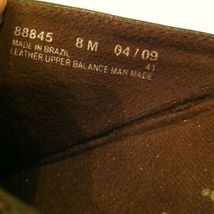 88845 8 M 04/09
MADE IN BRAZIL 41
LEATHER UPPER BALANCE MAN MADE